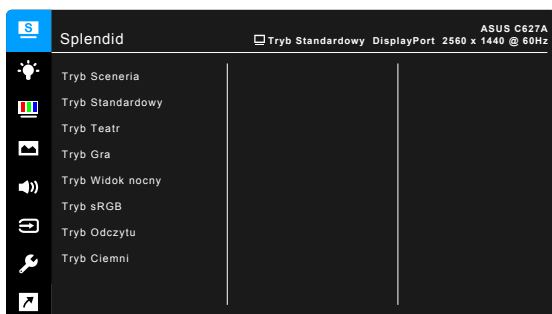 S
ASUS C627A
Splendid
Tryb Standardowy DisplayPort 2560 x 1440 @ 60Hz
Tryb Sceneria
Tryb Standardowy
Tryb Teatr
Tryb Gra
Tryb Widok nocny
Tryb sRGB
Tryb Odczytu
Tryb Ciemni